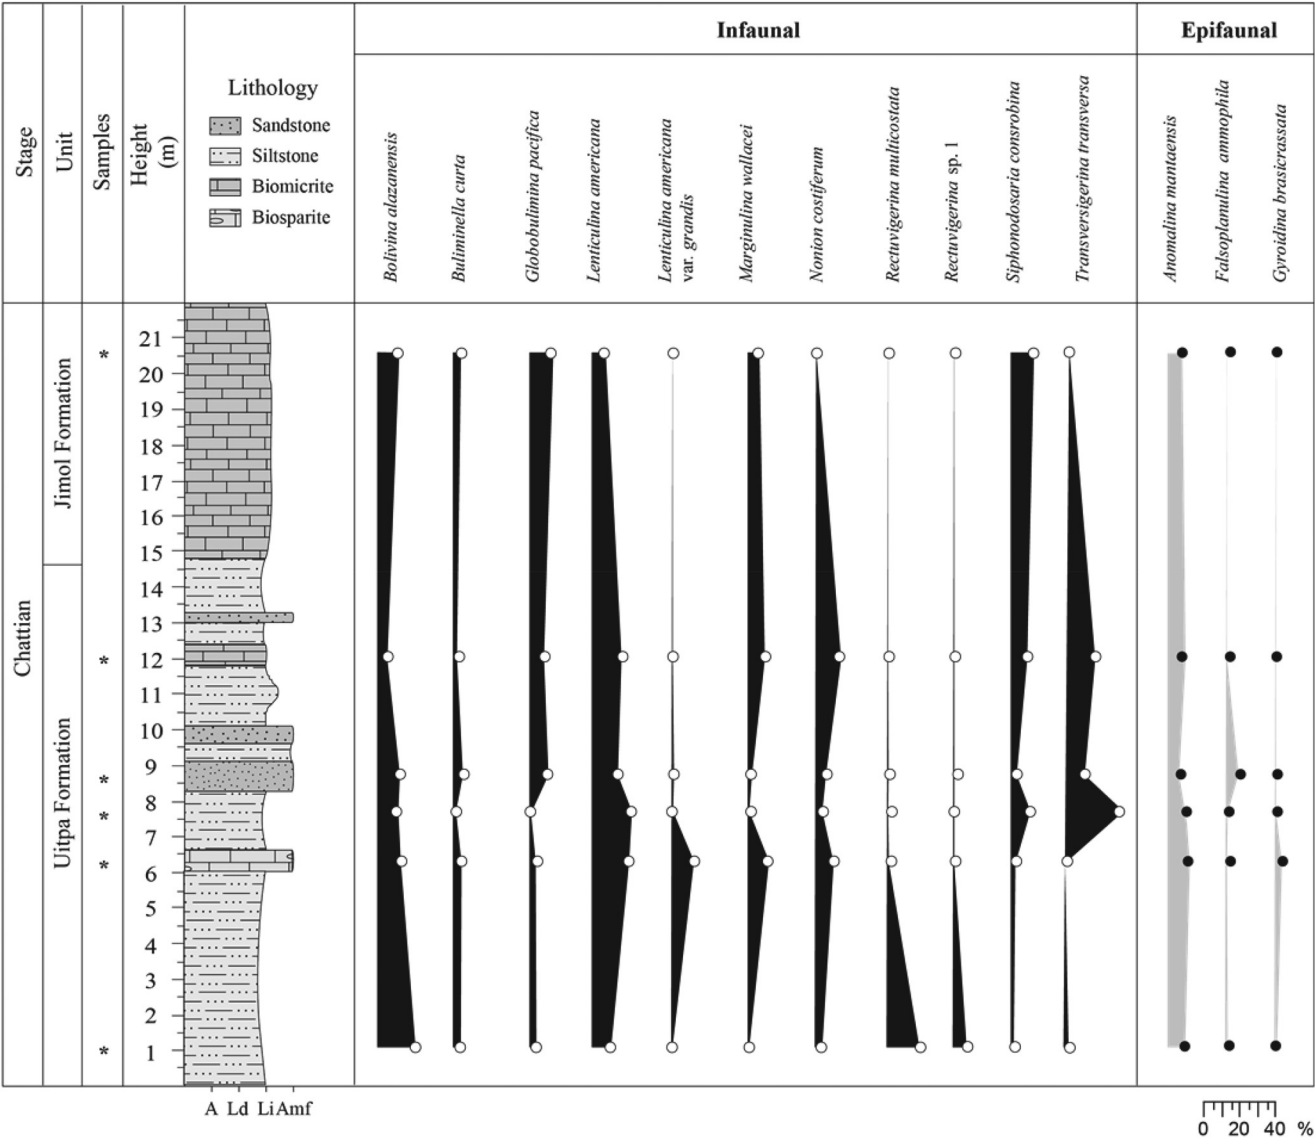 Infaunal
Epifaunal
Stage
Unit
Samples
Height
(m)
Lithology
Sandstone
Siltstone
Biomicrite
Biosparite
Bolivina alazanensis
Buliminella curta
Globobulimina pacifica
Lenticulina americana
Lenticulina americana
var. grandis
Marginulina wallacei
Nonion costiferum
Rectuvigerina multicostata
Rectuvigerina sp. 1
Siphonodosaria consrobina
Transversigerina transversa
Anomalina mantaensis
Falsoplanulina ammophila
Gyroidina brasicrassata
Chattian
Jimol Formation
Uitpa Formation
*
*
*
*
*
*
21
20
19
18
17
16
15
14
13
12
11
10
9
8
7
6
5
4
3
2
1
A Ld Li Amf
0 20 40 %